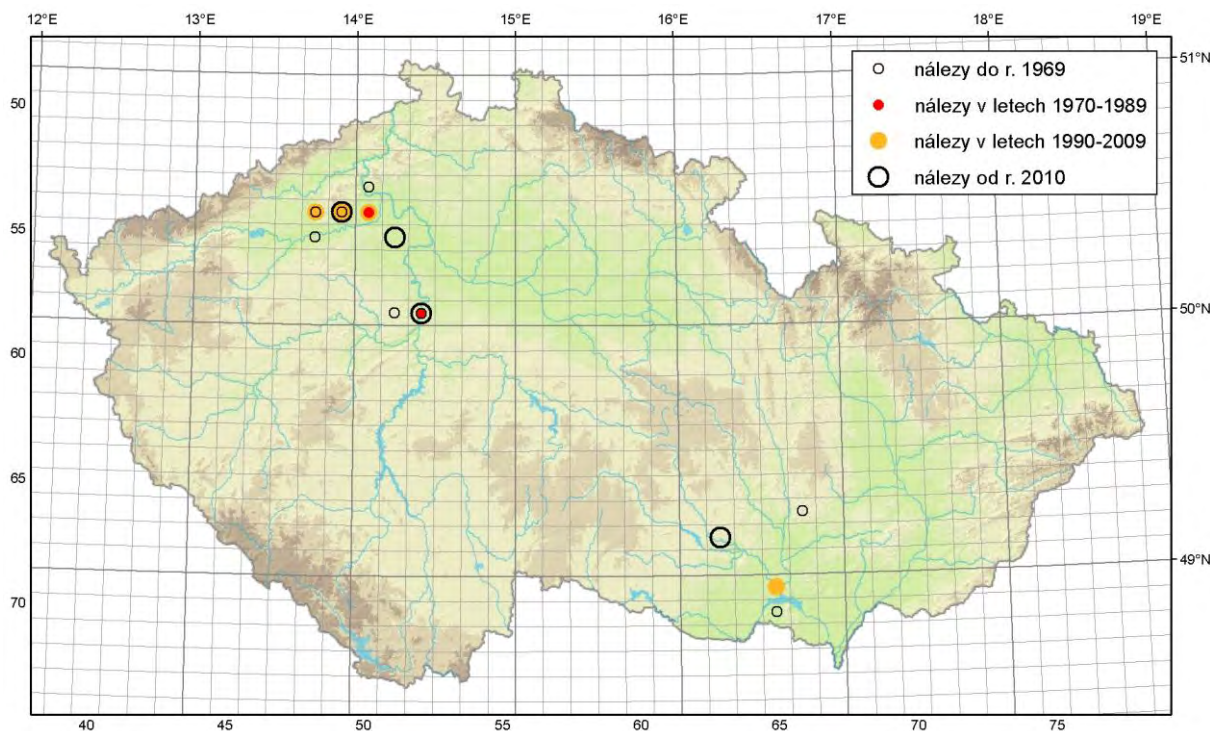 12°E 13°E 14°E 15°E 16°E 17°E 18°E 19°E
nálezy do r. 1969
nálezy v letech 1970-1989
nálezy v letech 1990-2009
nálezy od r. 2010
51°N
50
55
50°N
60
65
49°N
70
40 45 50 55 60 65 70 75